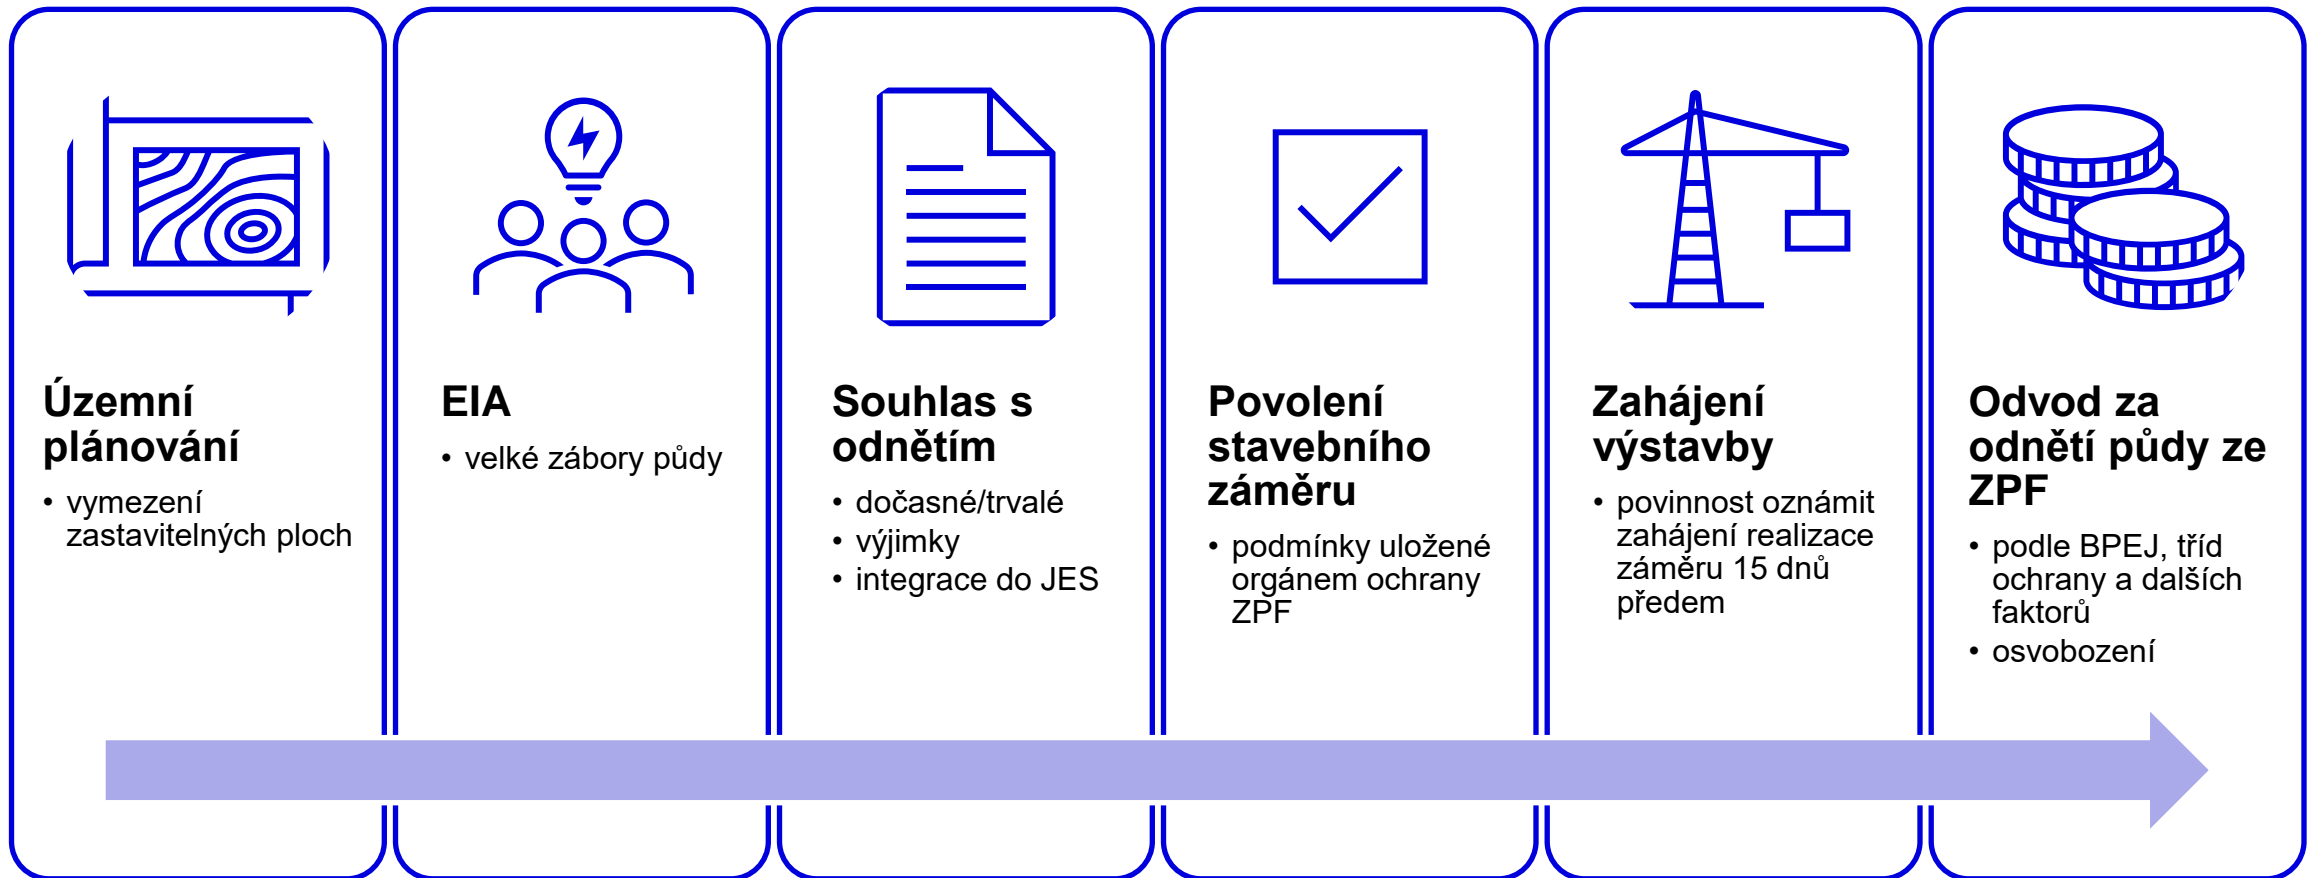 Územní
plánování
• vymezení
zastavitelných ploch
EIA
• velké zábory půdy
Souhlas s
odnětím
• dočasné/trvalé
• výjimky
• integrace do JES
Povolení
stavebního
záměru
• podmínky uložené
orgánem ochrany
ZPF
Zahájení
výstavby
• povinnost oznámit
zahájení realizace
záměru 15 dnů
předem
Odvod za
odnětí půdy ze
ZPF
• podle BPEJ, tříd
ochrany a dalších
faktorů
• osvobození